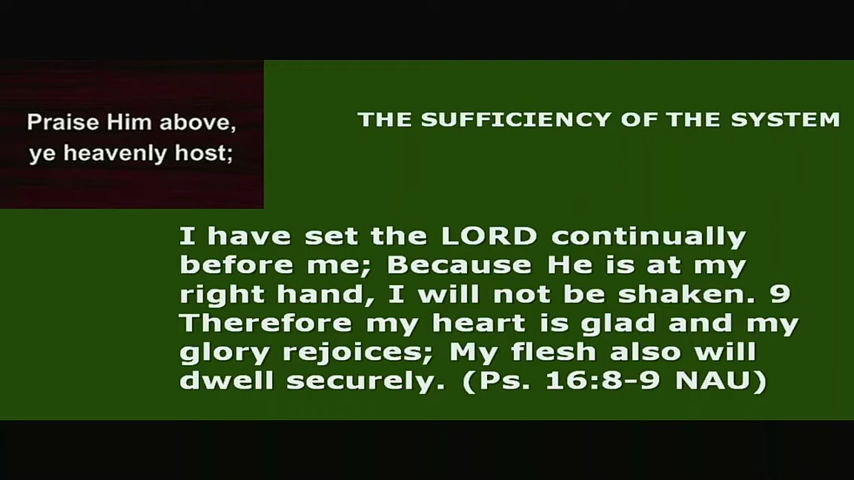 Praise Him above,
ye heavenly host;
THE SUFFICIENCY OF THE SYSTEM
I have set the LORD continually
before me; Because He is at my
right hand, I will not be shaken. 9
Therefore my heart is glad and my
glory rejoices; My flesh also will
dwell securely. (Ps. 16:8-9 NAU)